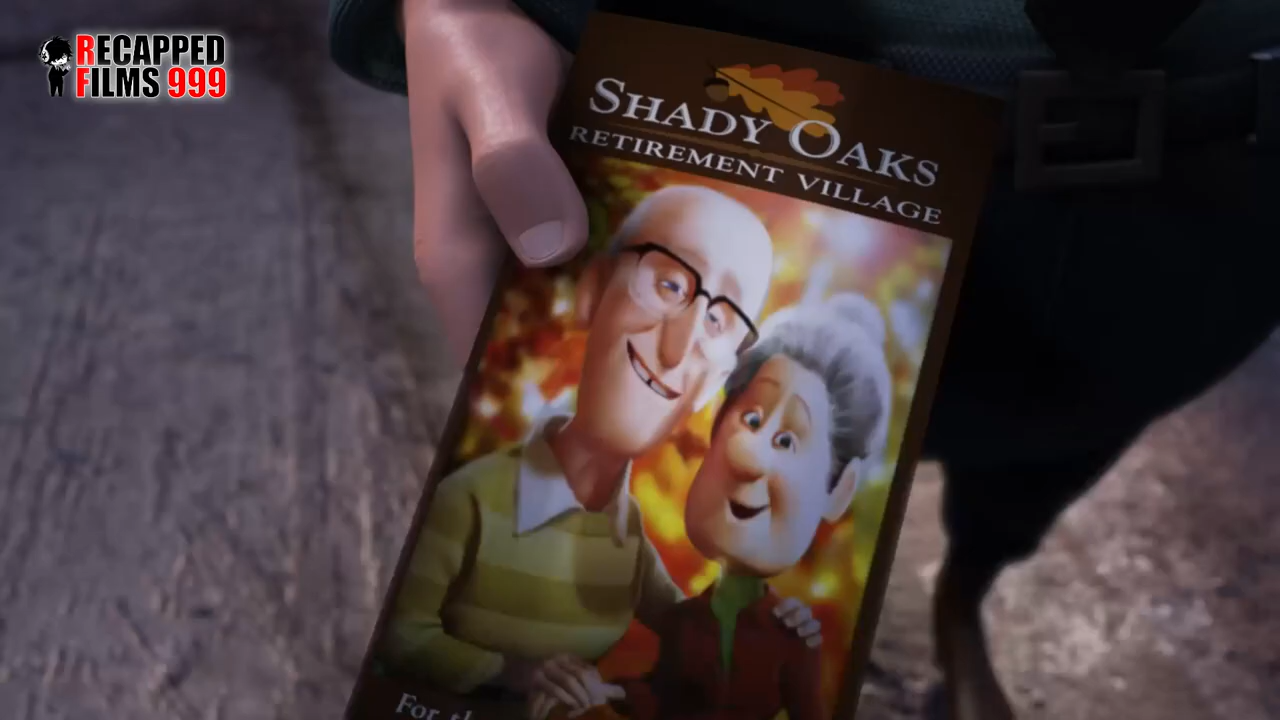 RECAPPED
FILMS 999
SHADY OAKS
RETIREMENT VILLAGE
For